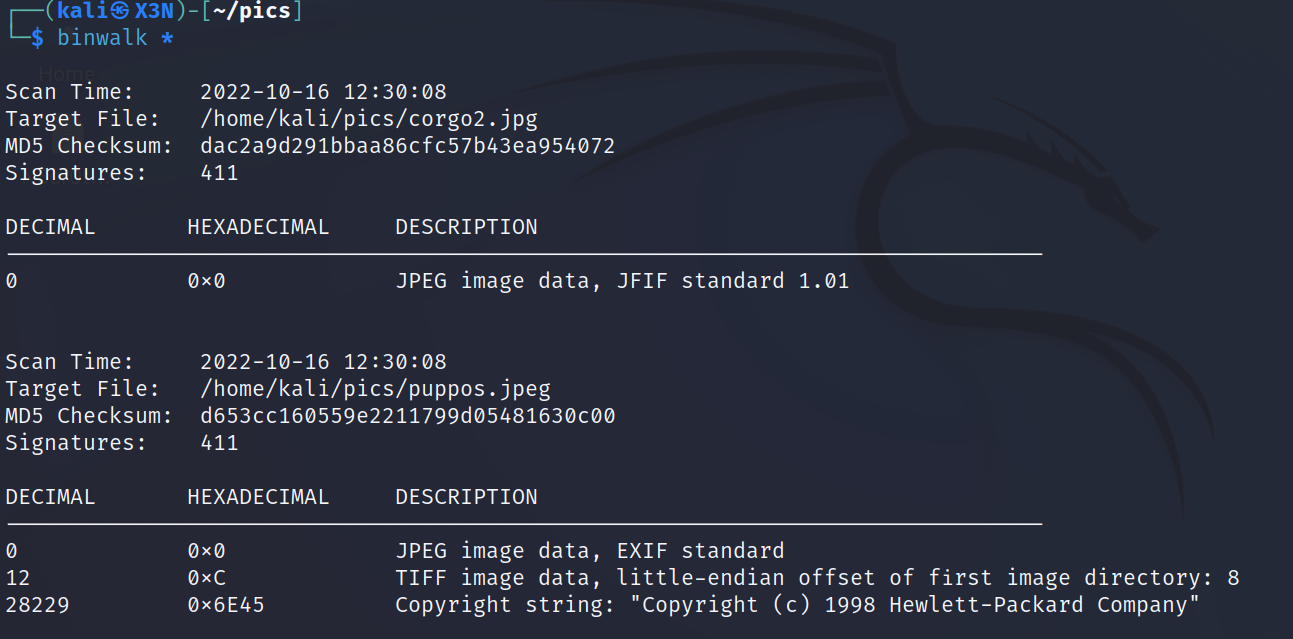 ┌──(kali㉿X3N)-[~/pics]
└─$ binwalk *
Home
Scan Time:     2022-10-16 12:30:08
Target File:   /home/kali/pics/corgo2.jpg
MD5 Checksum:  dac2a9d291bbaa86cfc57b43ea954072
Signatures:    411
DECIMAL       HEXADECIMAL     DESCRIPTION
0             0×0             JPEG image data, JFIF standard 1.01
Scan Time:     2022-10-16 12:30:08
Target File:   /home/kali/pics/puppos.jpeg
MD5 Checksum:  d653cc160559e2211799d05481630c00
Signatures:    411
DECIMAL       HEXADECIMAL     DESCRIPTION
0             0×0             JPEG image data, EXIF standard
12            0×C             TIFF image data, little-endian offset of first image directory: 8
28229         0×6E45          Copyright string: "Copyright (c) 1998 Hewlett-Packard Company"